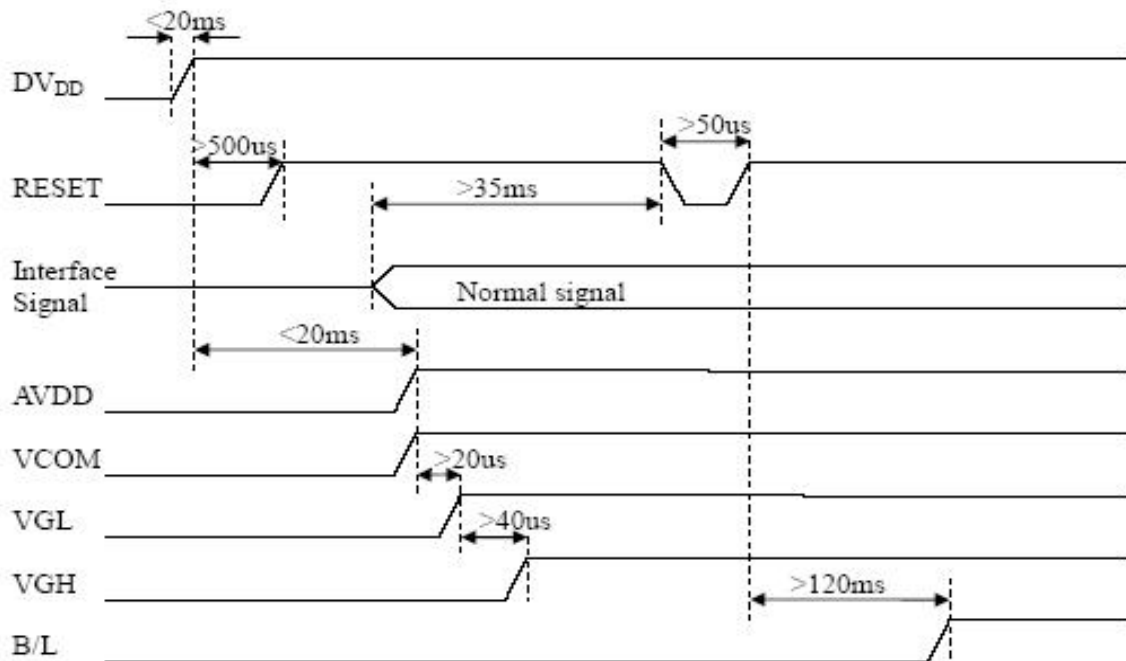 <20ms
DVDD
>500us
>50us
RESET
>35ms
Interface
Signal
Normal signal
<20ms
AVDD
VCOM
>20us
VGL
>40us
VGH
>120ms
B/L